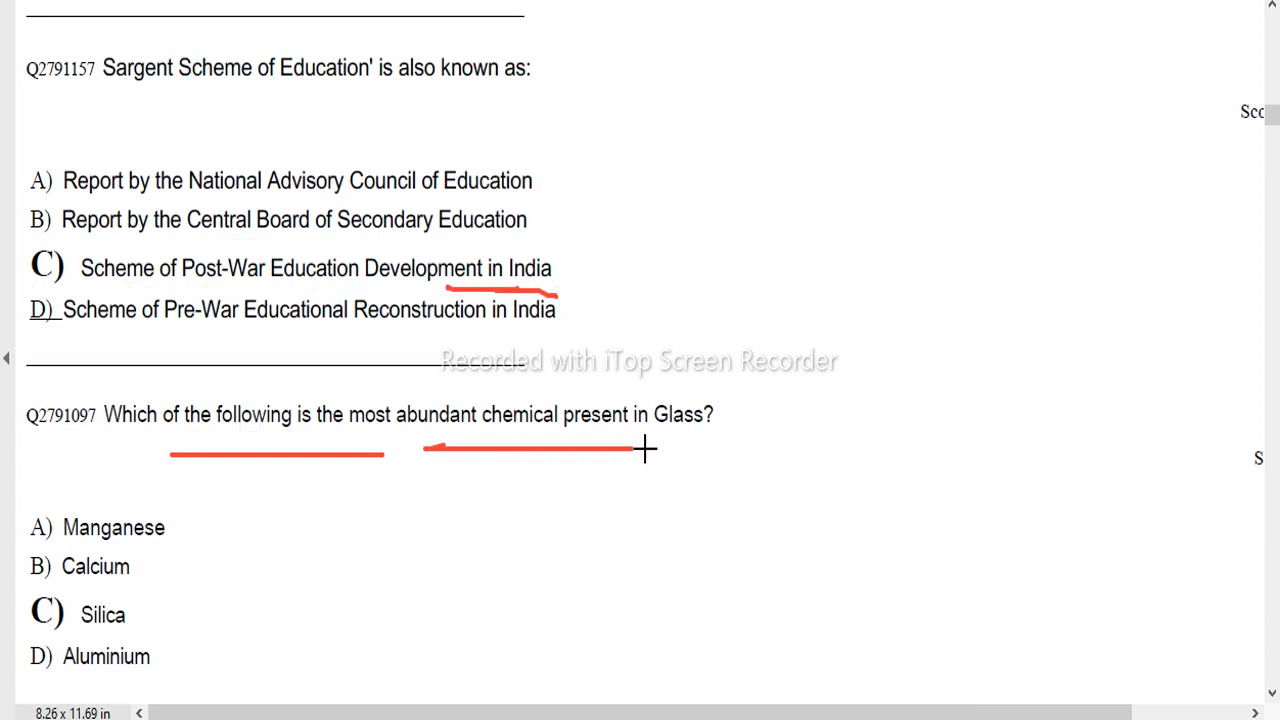 Q2791157 Sargent Scheme of Education' is also known as:
A) Report by the National Advisory Council of Education
B) Report by the Central Board of Secondary Education
C) Scheme of Post-War Education Development in India
D) Scheme of Pre-War Educational Reconstruction in India
Recorded with iTop Screen Recorder
Q2791097 Which of the following is the most abundant chemical present in Glass?
A) Manganese
B) Calcium
C) Silica
D) Aluminium
8.26 x 11.69 in